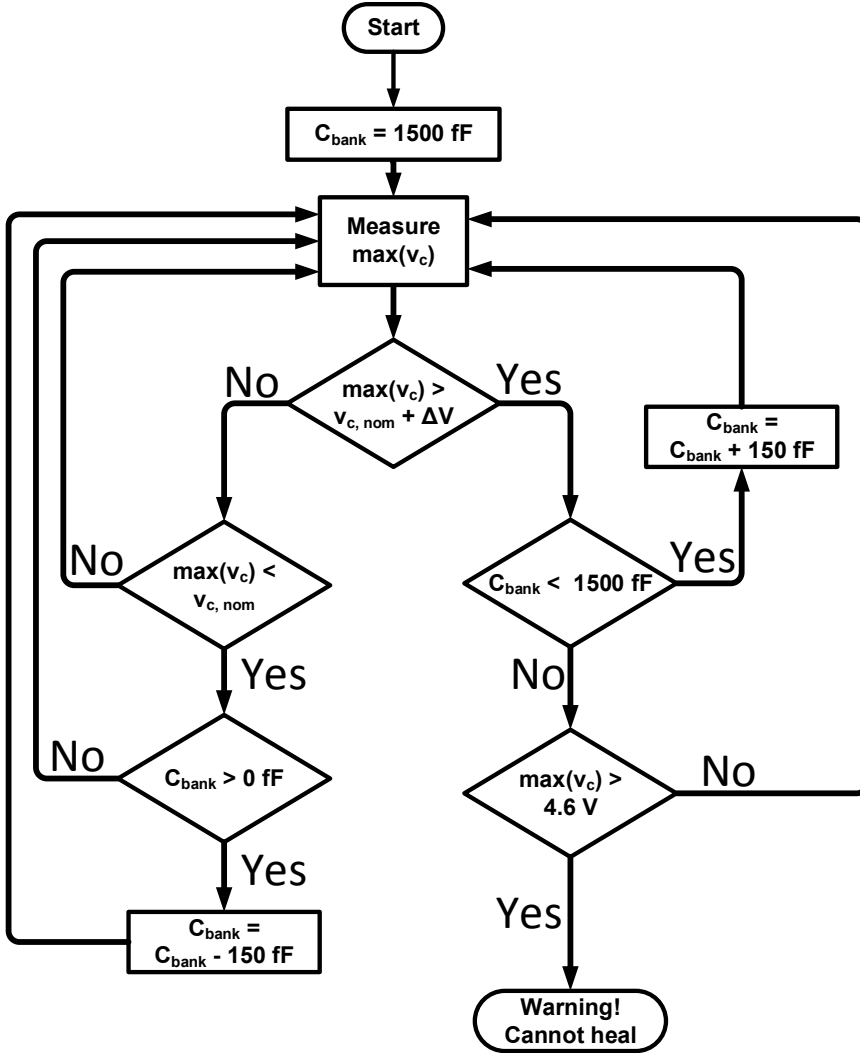 Start
C_bank = 1500 fF
Measure
max(v_c)
No
Yes
max(v_c) >
v_c, nom + ΔV
C_bank =
C_bank + 150 fF
No
max(v_c) <
v_c, nom
C_bank < 1500 fF
Yes
Yes
No
No
C_bank > 0 fF
max(v_c) >
4.6 V
No
Yes
Yes
C_bank =
C_bank - 150 fF
Warning!
Cannot heal